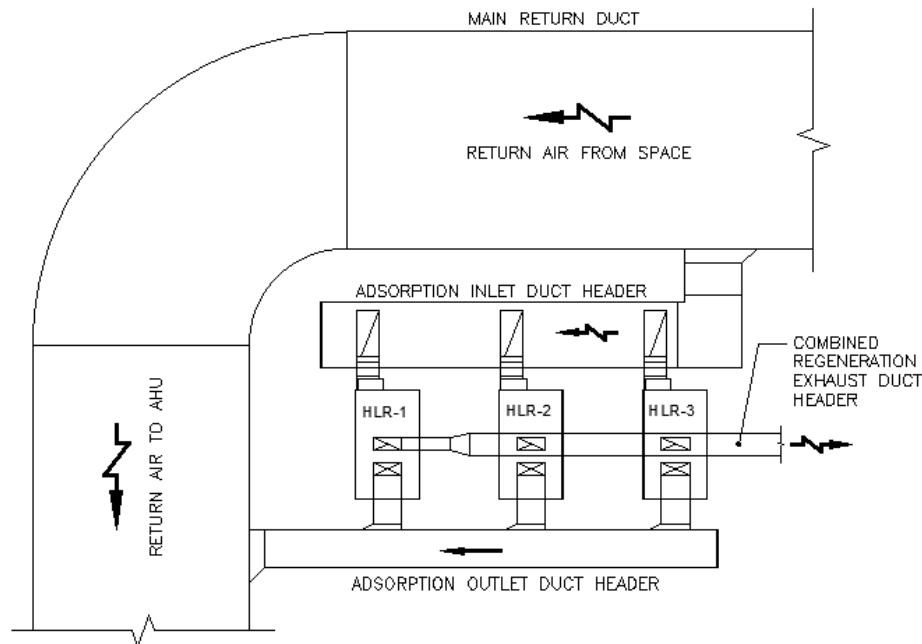 MAIN RETURN DUCT
RETURN AIR FROM SPACE
ADSORPTION INLET DUCT HEADER
COMBINED
REGENERATION
EXHAUST DUCT
HEADER
HLR-1
HLR-2
HLR-3
RETURN AIR TO AHU
ADSORPTION OUTLET DUCT HEADER